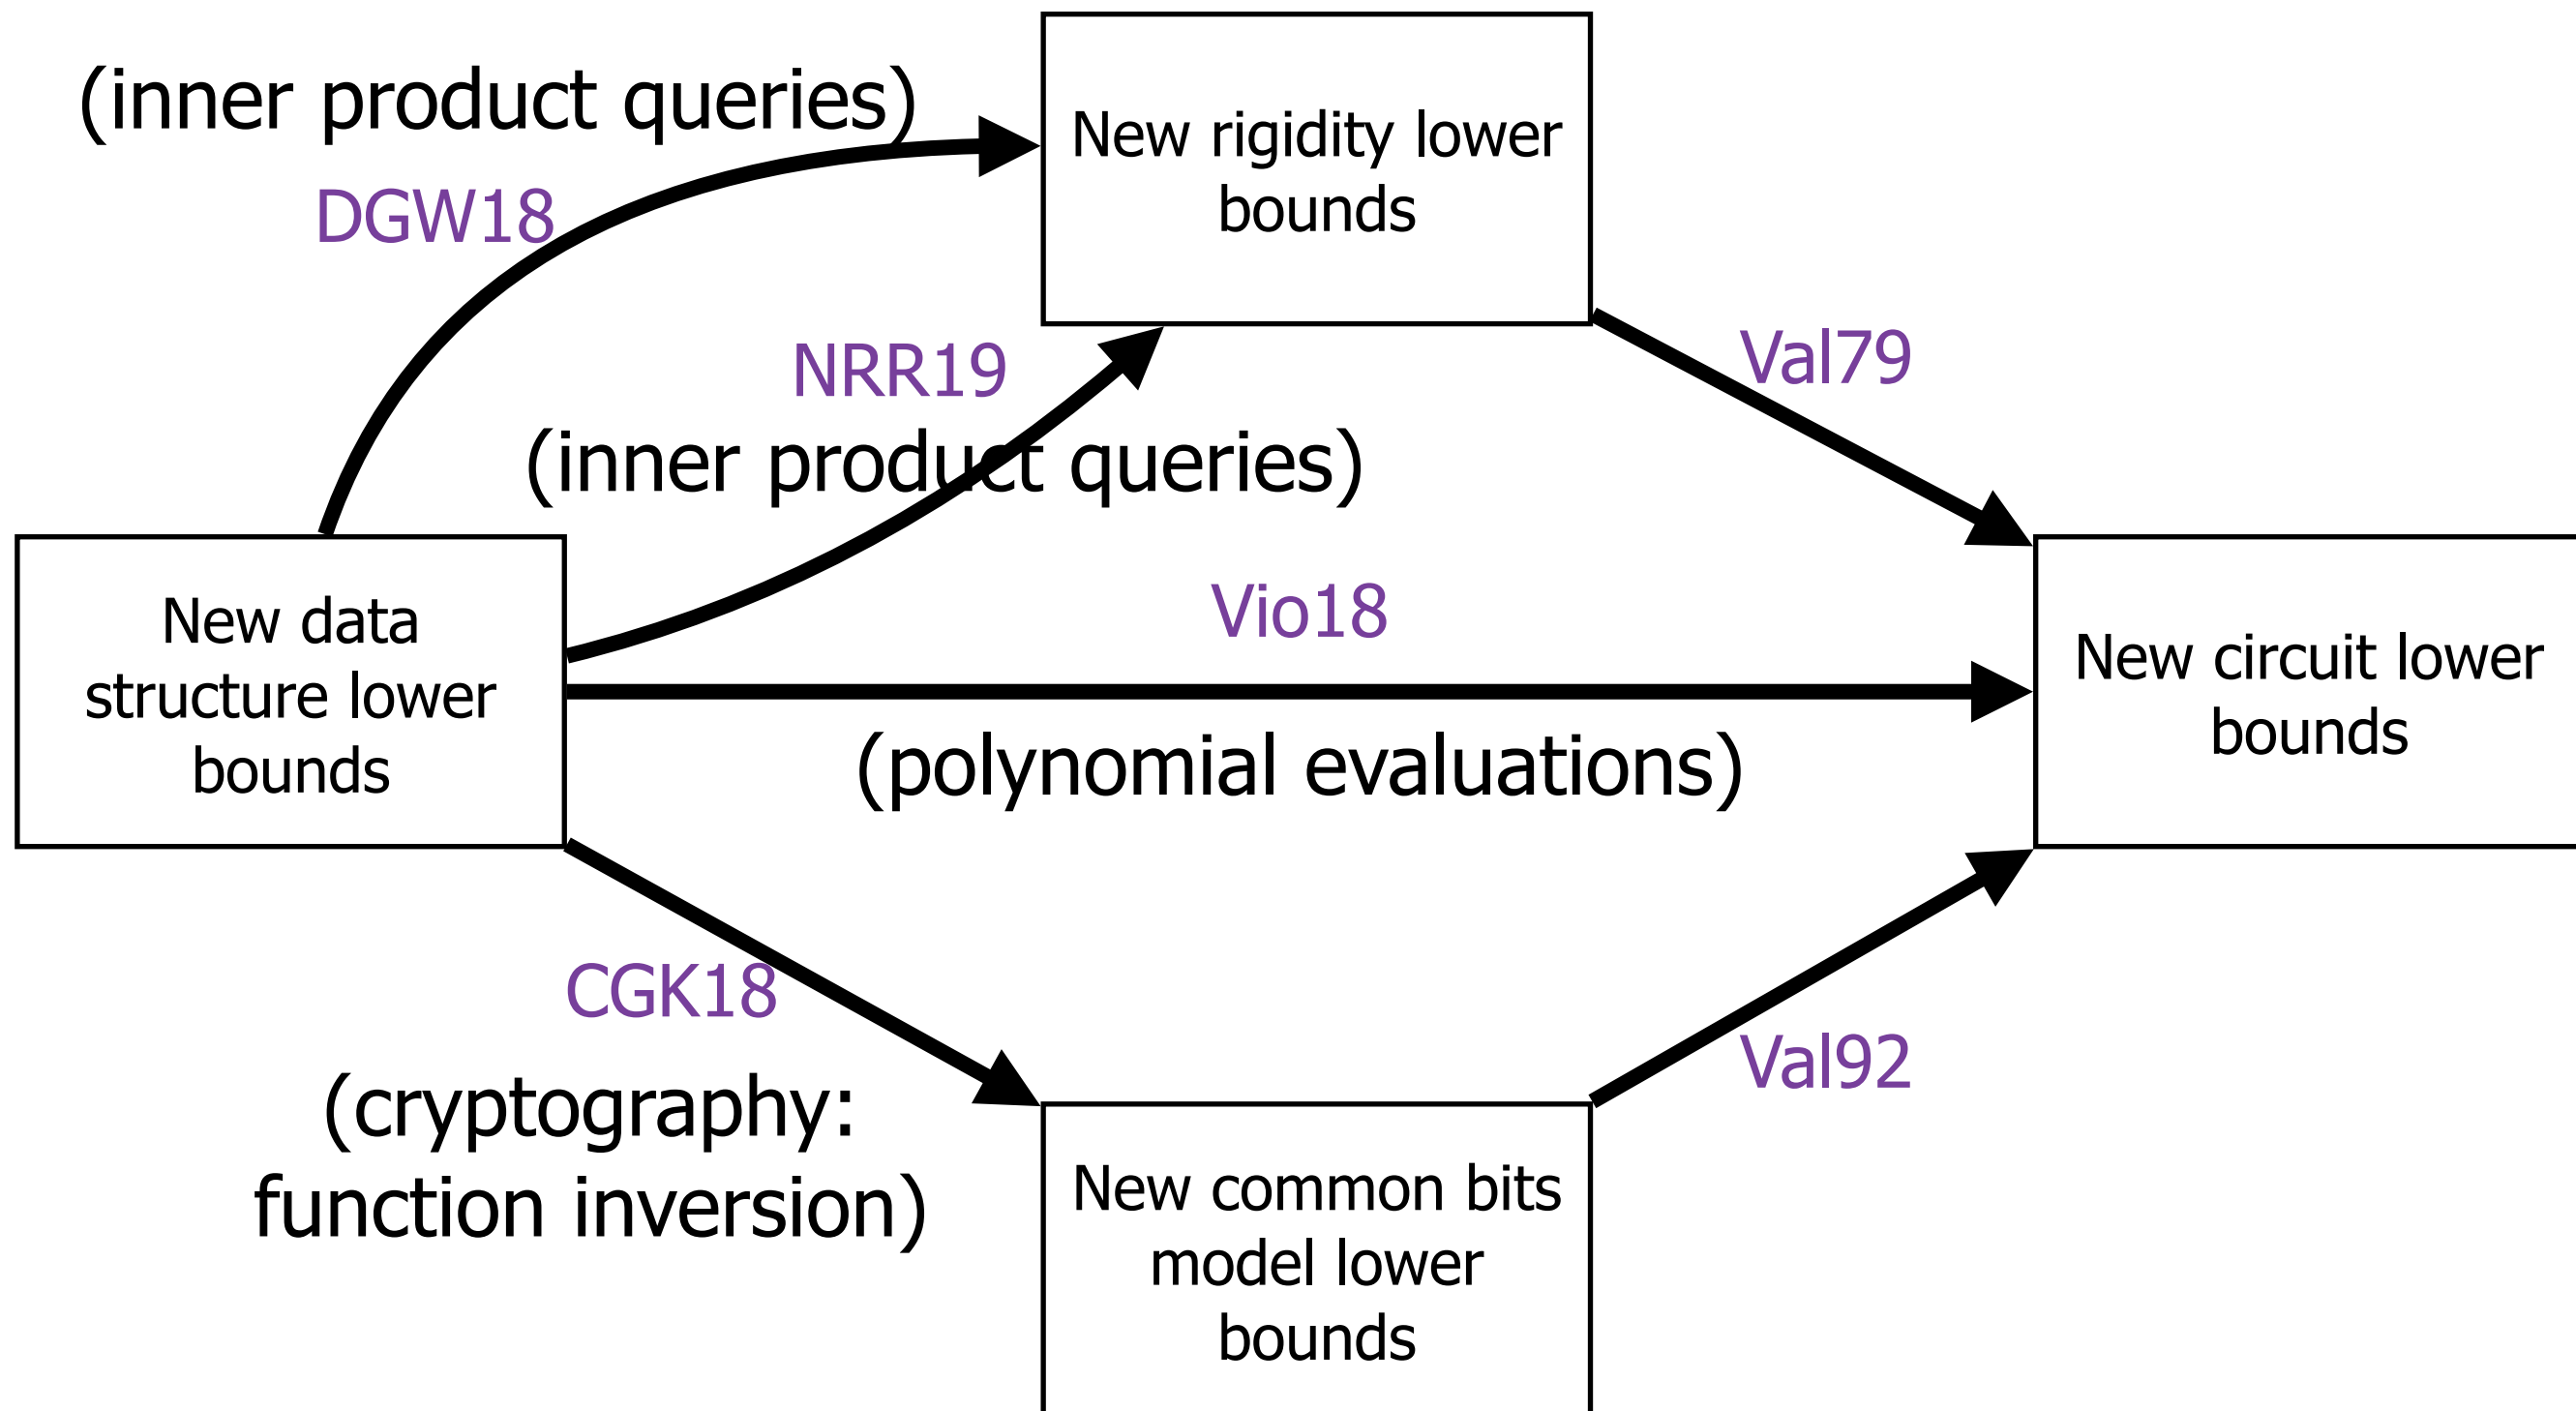 (inner product queries)
DGW18
New rigidity lower
bounds
NRR19
(inner product queries)
Val79
New data
structure lower
bounds
Vio18
(polynomial evaluations)
New circuit lower
bounds
CGK18
(cryptography:
function inversion)
Val92
New common bits
model lower
bounds